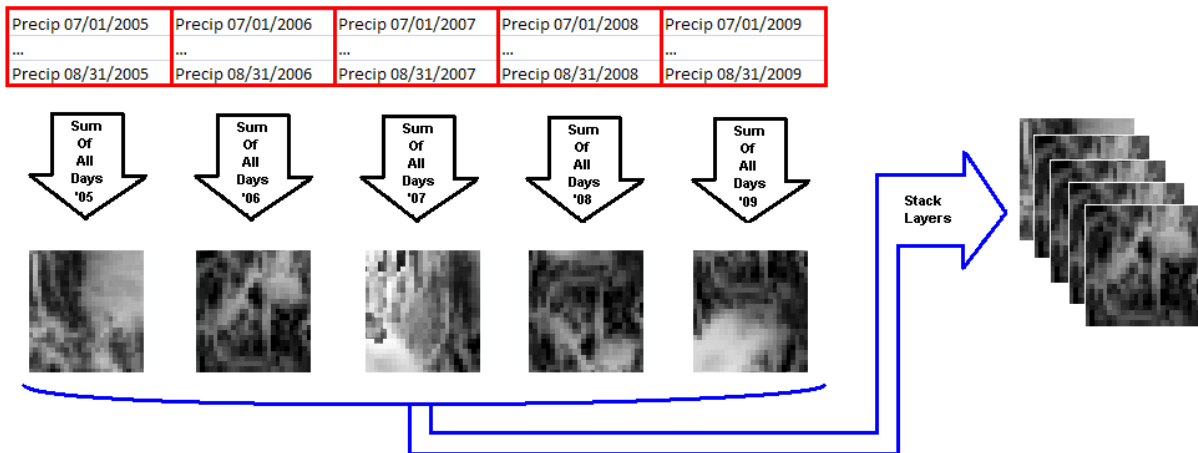 Precip 07/01/2005 Precip 07/01/2006 Precip 07/01/2007 Precip 07/01/2008 Precip 07/01/2009
... ... ... ... ...
Precip 08/31/2005 Precip 08/31/2006 Precip 08/31/2007 Precip 08/31/2008 Precip 08/31/2009
Sum
Of
All
Days
'05
Sum
Of
All
Days
'06
Sum
Of
All
Days
'07
Sum
Of
All
Days
'08
Sum
Of
All
Days
'09
Stack
Layers